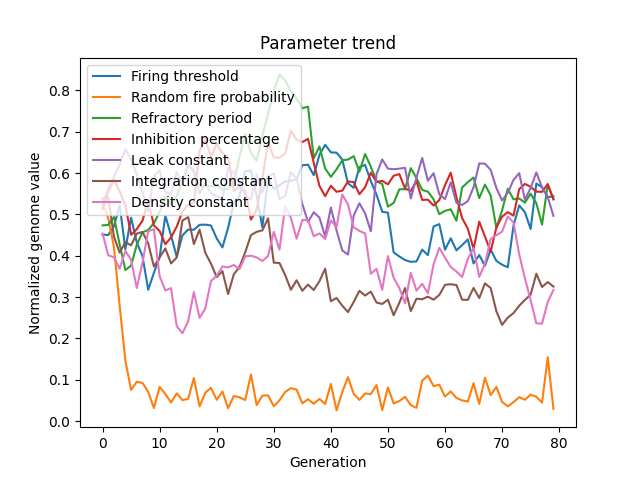 Parameter trend
Firing threshold
Random fire probability
Refractory period
Inhibition percentage
Leak constant
Integration constant
Density constant
Normalized genome value
0.8
0.7
0.6
0.5
0.4
0.3
0.2
0.1
0.0
0 10 20 30 40 50 60 70 80
Generation